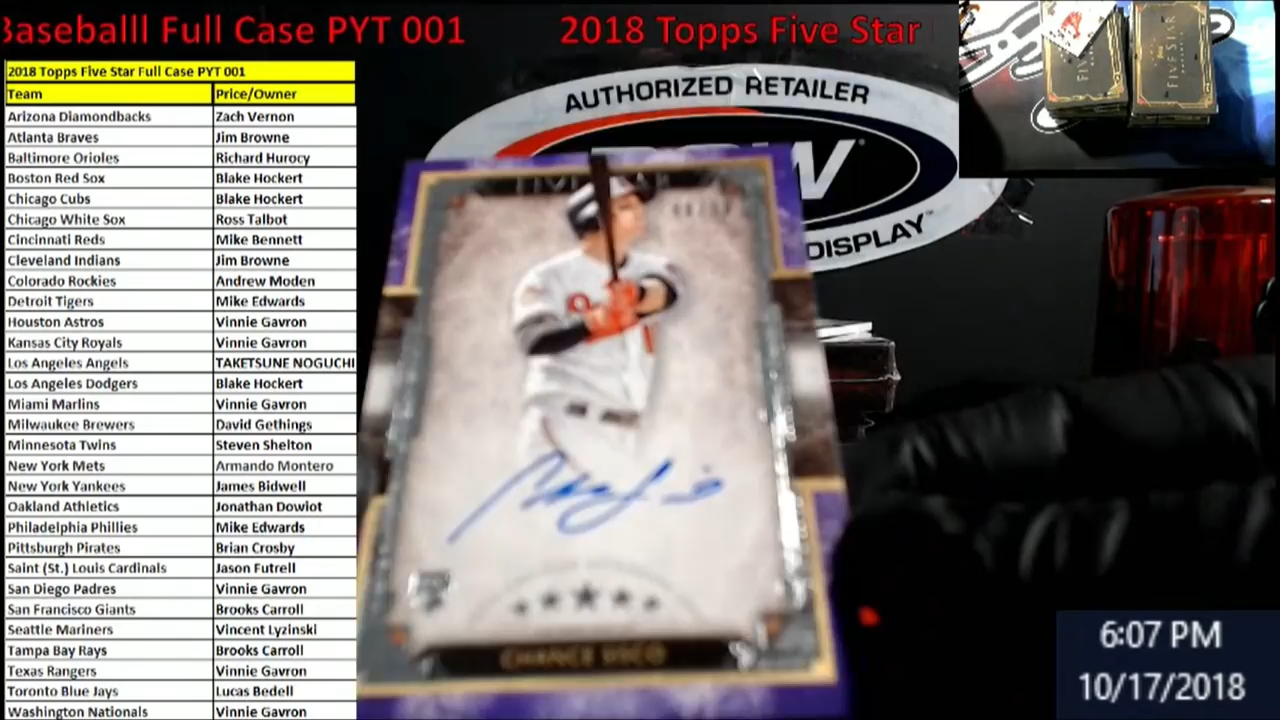 Baseballl Full Case PYT 001 2018 Topps Five Star
2018 Topps Five Star Full Case PYT 001
Team Price/Owner
Arizona Diamondbacks Zach Vernon
Atlanta Braves Jim Browne
Baltimore Orioles Richard Hurocy
Boston Red Sox Blake Hockert
Chicago Cubs Blake Hockert
Chicago White Sox Ross Talbot
Cincinnati Reds Mike Bennett
Cleveland Indians Jim Browne
Colorado Rockies Andrew Moden
Detroit Tigers Mike Edwards
Houston Astros Vinnie Gavron
Kansas City Royals Vinnie Gavron
Los Angeles Angels TAKETSUNE NOGUCHI
Los Angeles Dodgers Blake Hockert
Miami Marlins Vinnie Gavron
Milwaukee Brewers David Gethings
Minnesota Twins Steven Shelton
New York Mets Armando Montero
New York Yankees James Bidwell
Oakland Athletics Jonathan Dowiot
Philadelphia Phillies Mike Edwards
Pittsburgh Pirates Brian Crosby
Saint (St.) Louis Cardinals Jason Futrell
San Diego Padres Vinnie Gavron
San Francisco Giants Brooks Carroll
Seattle Mariners Vincent Lyzinski
Tampa Bay Rays Brooks Carroll
Texas Rangers Vinnie Gavron
Toronto Blue Jays Lucas Bedell
Washington Nationals Vinnie Gavron
AUTHORIZED RETAILER
DISPLAY
FIVE STAR
FIVE STAR
FIVE STAR
CHANCE SISCO
6:07 PM
10/17/2018